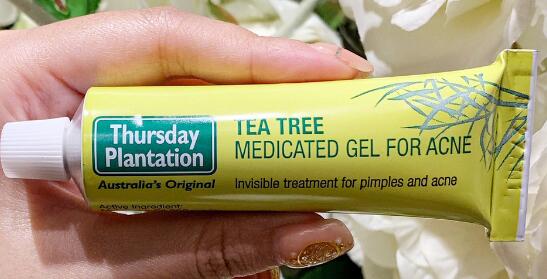 Thursday
Plantation
Australia's Original
Active Ingredient:
TEA TREE
MEDICATED GEL FOR ACNE
Invisible treatment for pimples and acne